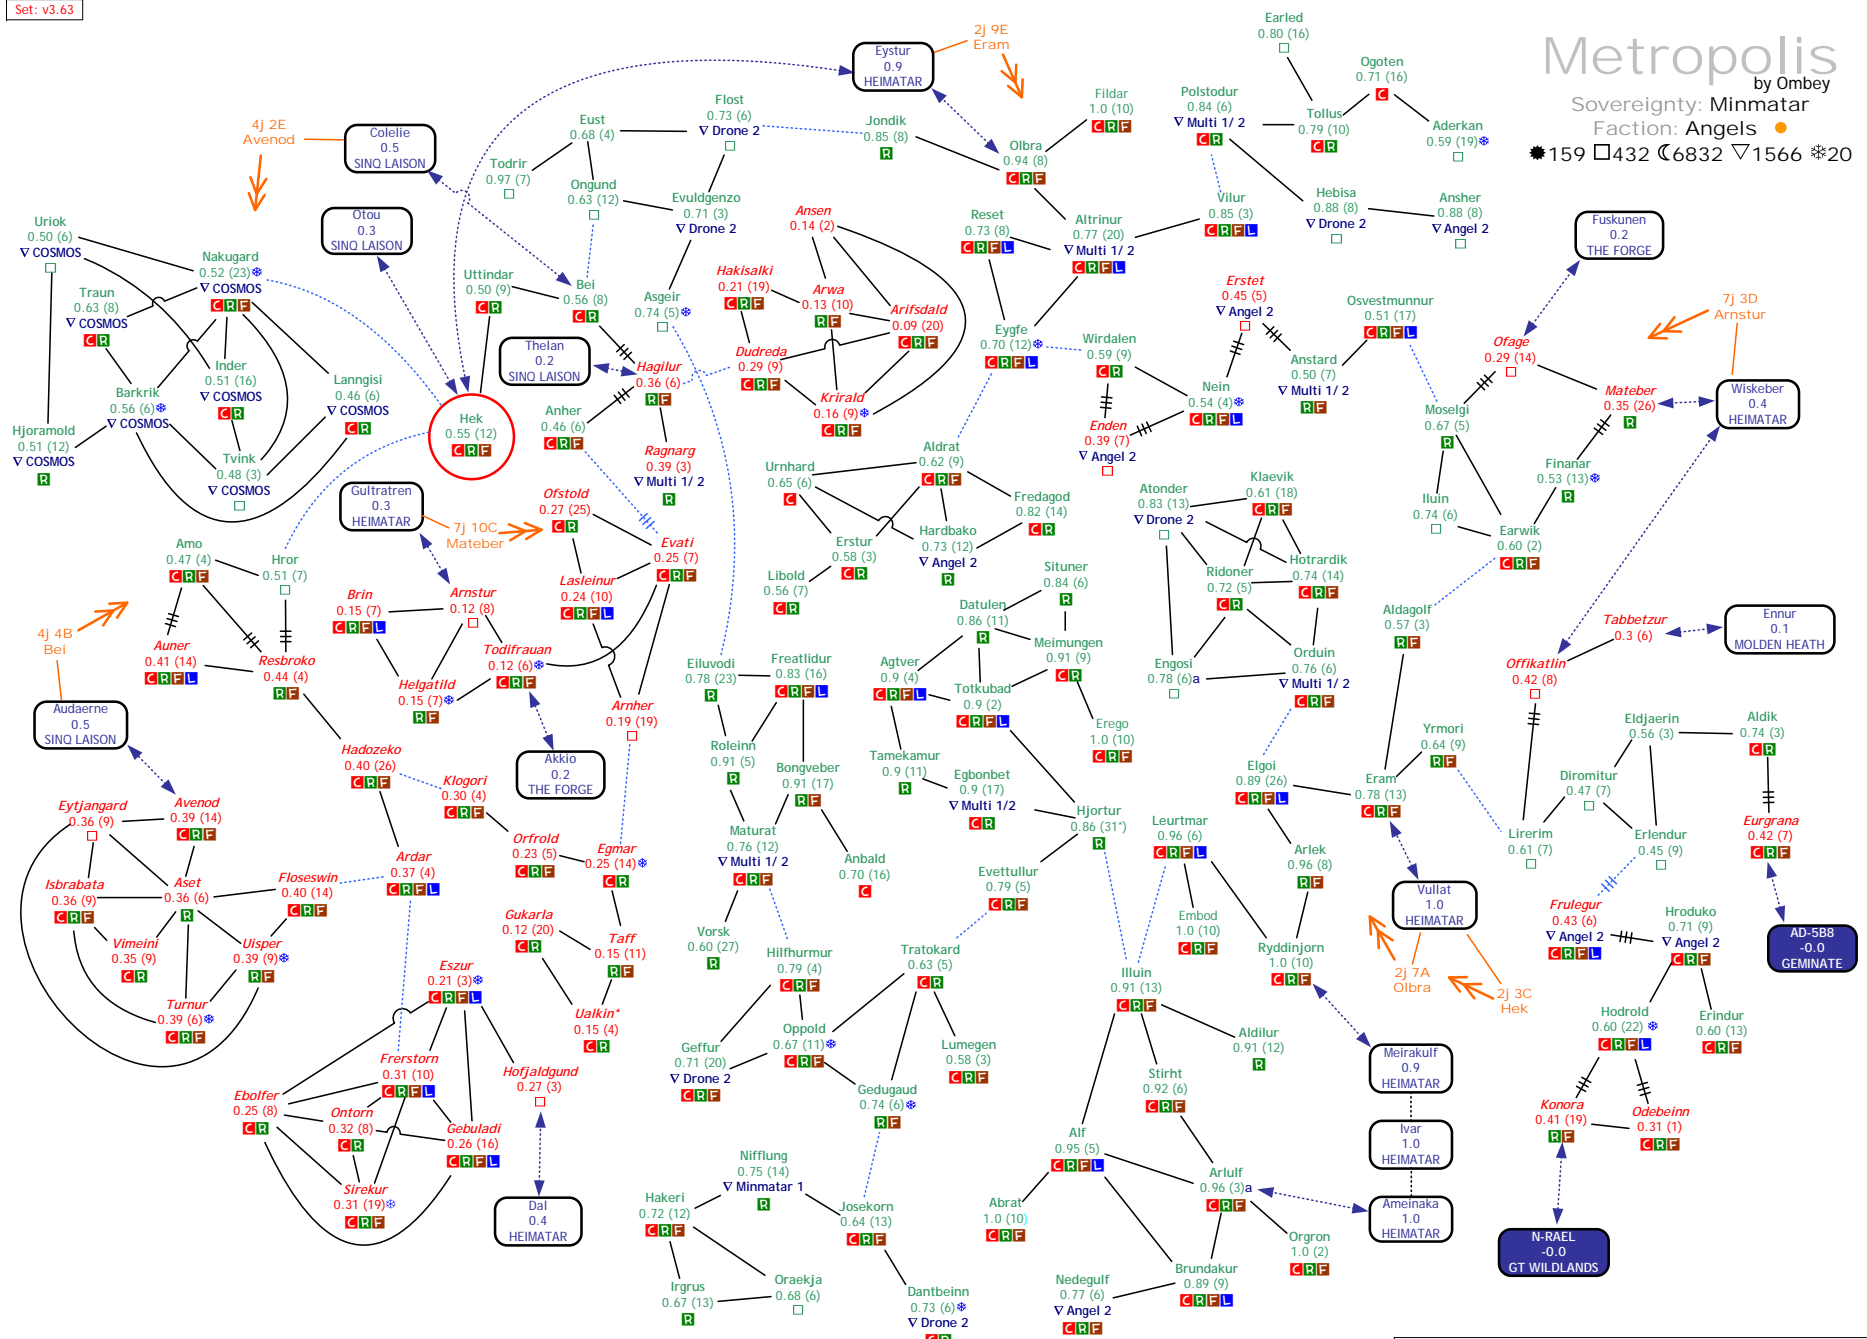 Set: v3.63
Metropolis
by Ombey
Sovereignty: Minmatar
Faction: Angels
159 432 6832 1566 20
2j 9E
Eram
Eystur
0.9
HEIMATAR
Earled
0.80 (16)
Ogoten
0.71 (16)
C
Fildar
1.0 (10)
C R F
Polstodur
0.84 (6)
∇ Multi 1/ 2
C R
Tollus
0.79 (10)
C R
Aderkan
0.59 (19)
4j 2E
Avenod
Colelie
0.5
SINQ LAISON
Eust
0.68 (4)
Flost
0.73 (6)
∇ Drone 2
Jondik
0.85 (8)
R
Olbra
0.94 (8)
C R F
Todrir
0.97 (7)
Ongund
0.63 (12)
Evuldgenzo
0.71 (3)
∇ Drone 2
Vilur
0.85 (3)
C R F L
Hebisa
0.88 (8)
∇ Drone 2
Ansher
0.88 (8)
∇ Angel 2
Uriok
0.50 (6)
∇ COSMOS
Otou
0.3
SINQ LAISON
Ansen
0.14 (2)
Reset
0.73 (8)
C R F L
Altrinur
0.77 (20)
∇ Multi 1/ 2
C R F L
Fuskunen
0.2
THE FORGE
Nakugard
0.52 (23)
∇ COSMOS
C R F
Traun
0.63 (8)
∇ COSMOS
C R
Uttindar
0.50 (9)
C R
Bei
0.56 (8)
C R
Asgeir
0.74 (5)
Hakisalki
0.21 (19)
C R F
Arwa
0.13 (10)
R F
Arifsdald
0.09 (20)
C R F
Erstet
0.45 (5)
∇ Angel 2
Osvestmunnur
0.51 (17)
C R F L
7j 3D
Arnstur
Eygfe
0.70 (12)
C R F L
Wirdalen
0.59 (9)
C R
Anstard
0.50 (7)
∇ Multi 1/ 2
R F
Ofage
0.29 (14)
Thelan
0.2
SINQ LAISON
Hagilur
0.36 (6)
R F
Dudreda
0.29 (9)
C R F
Inder
0.51 (16)
∇ COSMOS
C R
Lanngisi
0.46 (6)
∇ COSMOS
C R
Barkrik
0.56 (6)
∇ COSMOS
Krirald
0.16 (9)
C R F
Nein
0.54 (4)
C R F L
Mateber
0.35 (26)
R
Wiskeber
0.4
HEIMATAR
Hek
0.55 (12)
C R F
Anher
0.46 (6)
C R F
Moselgi
0.67 (5)
R
Hjoramold
0.51 (12)
∇ COSMOS
R
Enden
0.39 (7)
∇ Angel 2
Tvink
0.48 (3)
∇ COSMOS
Ragnarg
0.39 (3)
∇ Multi 1/ 2
R
Aldrat
0.62 (9)
C R F
Urnhard
0.65 (6)
C
Finanar
0.53 (13)
R
Gultratren
0.3
HEIMATAR
Ofstold
0.27 (25)
C R
Fredagod
0.82 (14)
C R
Atonder
0.83 (13)
∇ Drone 2
Klaevik
0.61 (18)
C R F
Iluin
0.74 (6)
7j 10C
Mateber
Hardbako
0.73 (12)
∇ Angel 2
R
Erstur
0.58 (3)
C R
Earwik
0.60 (2)
C R F
Amo
0.47 (4)
C R F
Hror
0.51 (7)
Evati
0.25 (7)
C R F
Situner
0.84 (6)
R
Hotrardik
0.74 (14)
C R F
Libold
0.56 (7)
C R
Ridoner
0.72 (5)
C R
Lasleinur
0.24 (10)
C R F L
Brin
0.15 (7)
C R F L
Arnstur
0.12 (8)
Datulen
0.86 (11)
R
Aldagolf
0.57 (3)
R F
Tabbetzur
0.3 (6)
Ennur
0.1
MOLDEN HEATH
4j 4B
Bei
Auner
0.41 (14)
C R F L
Resbroko
0.44 (4)
R F
Todifrauan
0.12 (6)
C R F
Meimungen
0.91 (9)
C R
Eiluvodi
0.78 (23)
R
Freatlidur
0.83 (16)
C R F L
Agtver
0.9 (4)
C R F L
Engosi
0.78 (6)a
Orduin
0.76 (6)
∇ Multi 1/ 2
C R F
Offikatlin
0.42 (8)
Helgatild
0.15 (7)
R F
Totkubad
0.9 (2)
C R F L
Audaerne
0.5
SINQ LAISON
Arnher
0.19 (19)
Erego
1.0 (10)
C R F
Yrmori
0.64 (9)
R F
Eldjaerin
0.56 (3)
Aldik
0.74 (3)
C R
Hadozeko
0.40 (26)
C R F
Akkio
0.2
THE FORGE
Roleinn
0.91 (5)
R
Bongveber
0.91 (17)
R F
Tamekamur
0.9 (11)
R
Egbonbet
0.9 (17)
∇ Multi 1/2
C R
Elgoi
0.89 (26)
C R F L
Eram
0.78 (13)
C R F
Diromitur
0.47 (7)
Klogori
0.30 (4)
C R F
Eytjangard
0.36 (9)
Avenod
0.39 (14)
C R F
Hjortur
0.86 (31*)
R
Leurtmar
0.96 (6)
C R F L
Maturat
0.76 (12)
∇ Multi 1/ 2
C R F
Lirerim
0.61 (7)
Erlendur
0.45 (9)
Eurgrana
0.42 (7)
C R F
Orfrold
0.23 (5)
C R F
Egmar
0.25 (14)
C R
Anbald
0.70 (16)
C
Arlek
0.96 (8)
R F
Ardar
0.37 (4)
C R F L
Isbrabata
0.36 (9)
C R F
Aset
0.36 (6)
R
Floseswin
0.40 (14)
C R F
Evettullur
0.79 (5)
C R F
Vullat
1.0
HEIMATAR
Frulegur
0.43 (6)
∇ Angel 2
C R F L
Hroduko
0.71 (9)
∇ Angel 2
C R F
Gukarla
0.12 (20)
C R
Embod
1.0 (10)
C R F
AD-5B8
-0.0
GEMINATE
Vorsk
0.60 (27)
R
Taff
0.15 (11)
R F
Vimeini
0.35 (9)
C R
Uisper
0.39 (9)
R F
Hilfhurmur
0.79 (4)
C R F
Tratokard
0.63 (5)
C R
Ryddinjorn
1.0 (10)
C R F
2j 7A
Olbra
2j 3C
Hek
Eszur
0.21 (3)
C R F L
Illuin
0.91 (13)
C R F
Turnur
0.39 (6)
C R F
Ualkin*
0.15 (4)
C R
Hodrold
0.60 (22)
C R F L
Erindur
0.60 (13)
C R F
Oppold
0.67 (11)
C R F
Geffur
0.71 (20)
∇ Drone 2
C R F
Lumegen
0.58 (3)
C R F
Aldilur
0.91 (12)
R
Meirakulf
0.9
HEIMATAR
Frerstorn
0.31 (10)
C R F L
Hofjaldgund
0.27 (3)
Stirht
0.92 (6)
C R F
Gedugaud
0.74 (6)
R F
Ebolfer
0.25 (8)
C R
Ontorn
0.32 (8)
C R
Gebuladi
0.26 (16)
C R F L
Konora
0.41 (19)
R F
Odebeinn
0.31 (1)
C R F
Ivar
1.0
HEIMATAR
Alf
0.95 (5)
C R F L
Nifflung
0.75 (14)
∇ Minmatar 1
R
Arlulf
0.96 (3)a
C R F
Sirekur
0.31 (19)
C R F
Dal
0.4
HEIMATAR
Hakeri
0.72 (12)
C R F
Josekorn
0.64 (13)
C R F
Abrat
1.0 (10)
C R F
Ameinaka
1.0
HEIMATAR
Orgron
1.0 (2)
C R F
N-RAEL
-0.0
GT WILDLANDS
Irgrus
0.67 (13)
R
Oraekja
0.68 (6)
Brundakur
0.89 (9)
C R F L
Nedegulf
0.77 (6)
∇ Angel 2
C R F
Dantbeinn
0.73 (6)
∇ Drone 2
C R